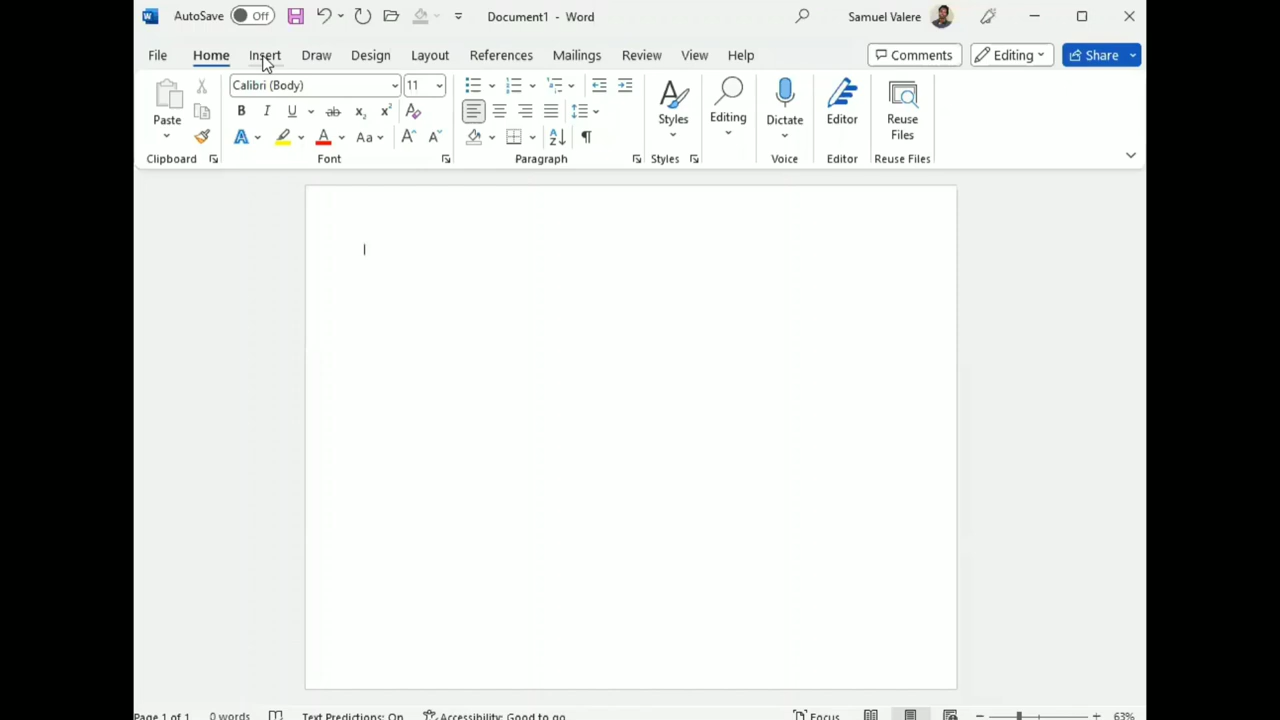 AutoSave Off Document1 - Word Samuel Valere
File Home Insert Draw Design Layout References Mailings Review View Help Comments Editing Share
Calibri (Body) 11
Paste Styles Editing Dictate Editor Reuse Files
Clipboard Font Paragraph Styles Voice Editor Reuse Files
Page 1 of 1 0 words Text Predictions: On Accessibility: Good to go Focus 63%